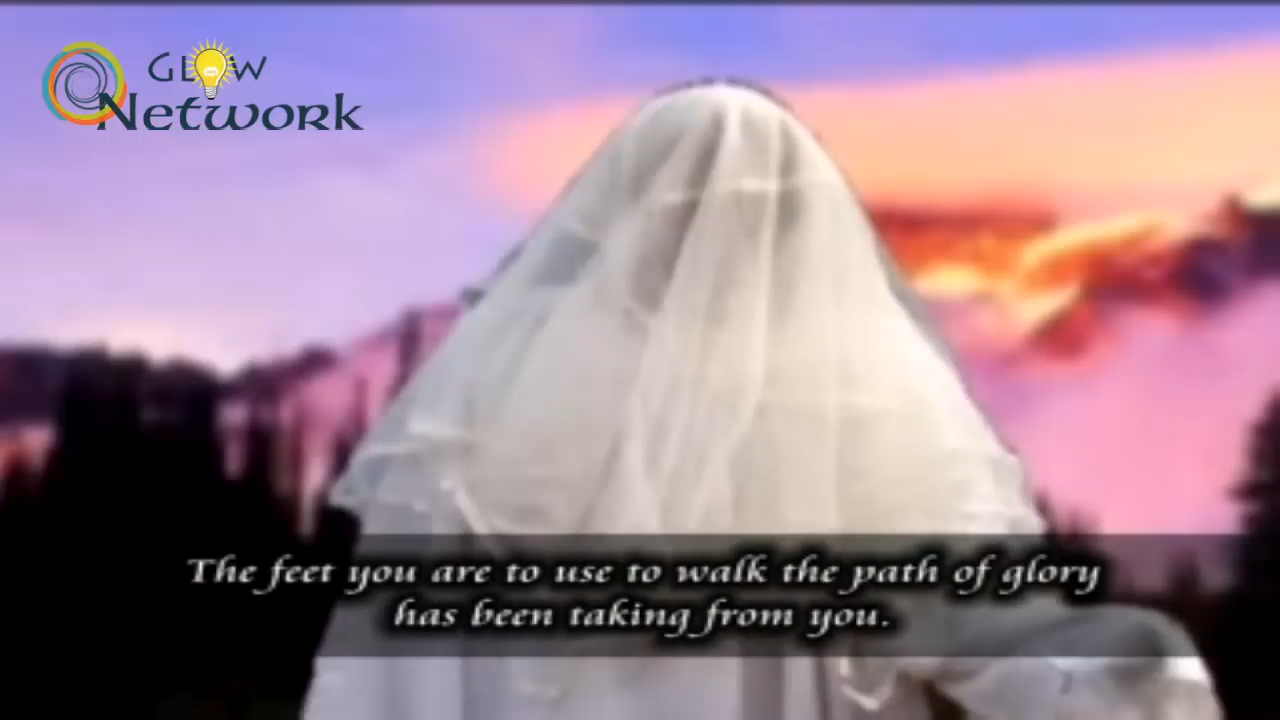 GLOW
Network
The feet you are to use to walk the path of glory
has been taking from you.